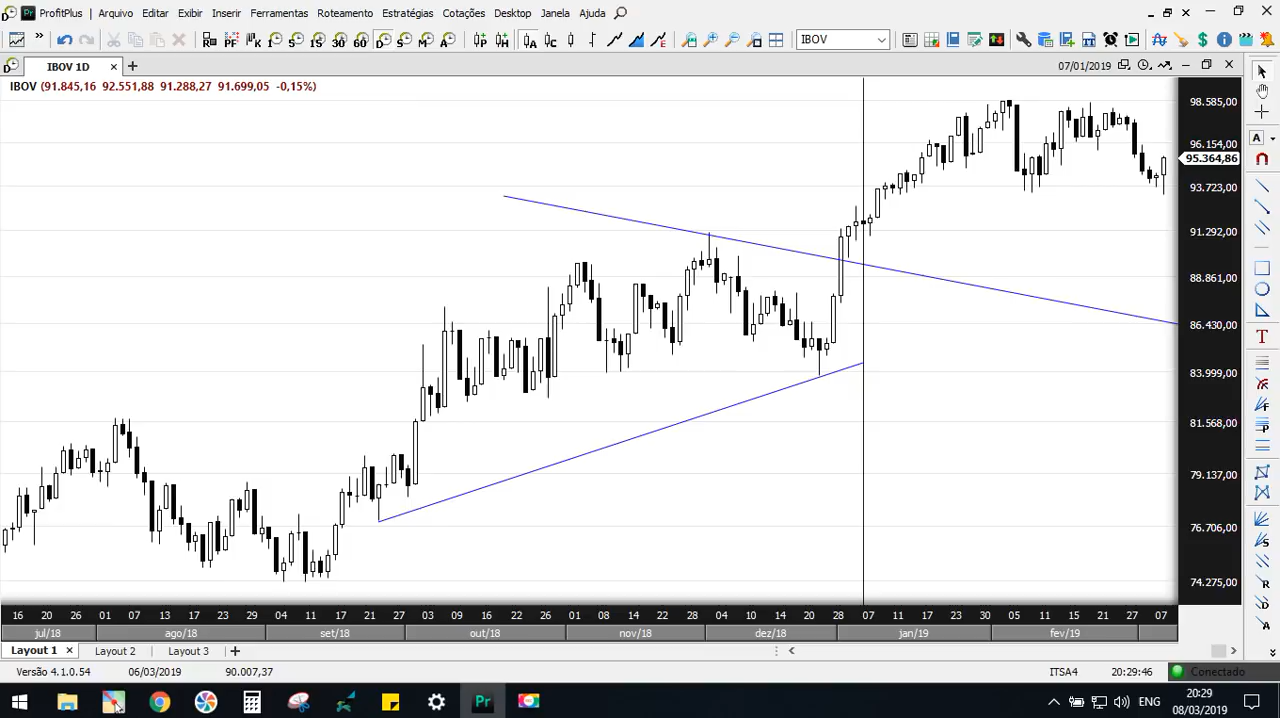 ProfitPlus Arquivo Editar Exibir Inserir Ferramentas Roteamento Estratégias Cotações Desktop Janela Ajuda
IBOV
IBOV 1D
07/01/2019
IBOV (91.845,16 92.551,88 91.288,27 91.699,05 -0,15%)
98.585,00
96.154,00
95.364,86
93.723,00
91.292,00
88.861,00
86.430,00
83.999,00
81.568,00
79.137,00
76.706,00
74.275,00
16 20 26 01 07 13 17 23 29 04 11 17 21 27 03 09 16 22 26 01 08 14 22 28 04 10 14 20 28 07 11 17 23 30 05 11 15 21 27 07
jul/18 ago/18 set/18 out/18 nov/18 dez/18 jan/19 fev/19
Layout 1 Layout 2 Layout 3
Versão 4.1.0.54 06/03/2019 90.007,37 ITSA4 20:29:46 Conectado
ENG
20:29
08/03/2019